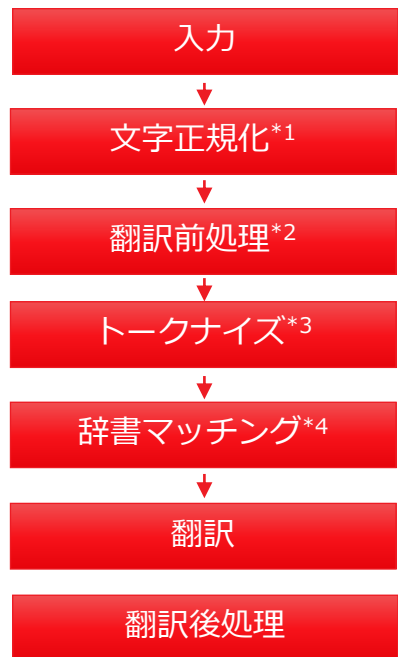 入力
文字正規化*1
翻訳前処理*2
トークナイズ*3
辞書マッチング*4
翻訳
翻訳後処理